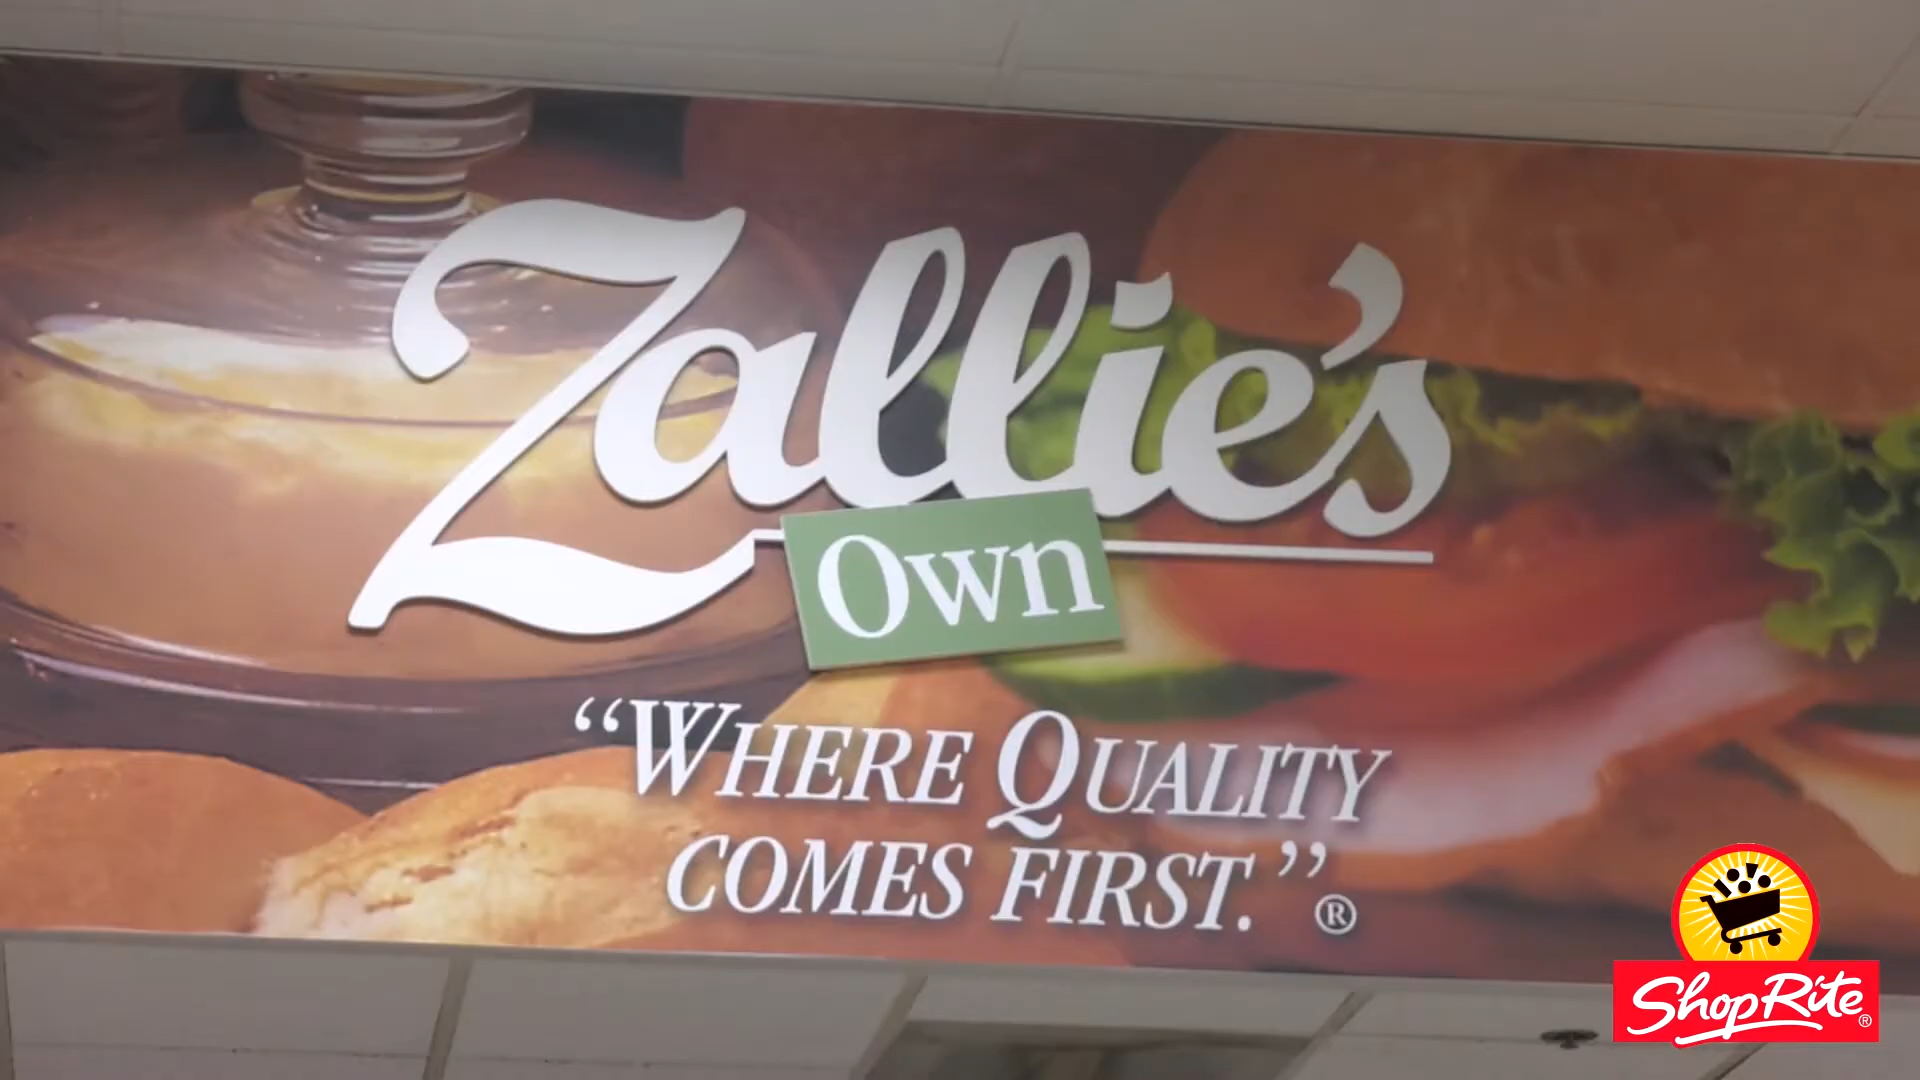 Zallie's
Own
“WHERE QUALITY
COMES FIRST.”®
ShopRite®